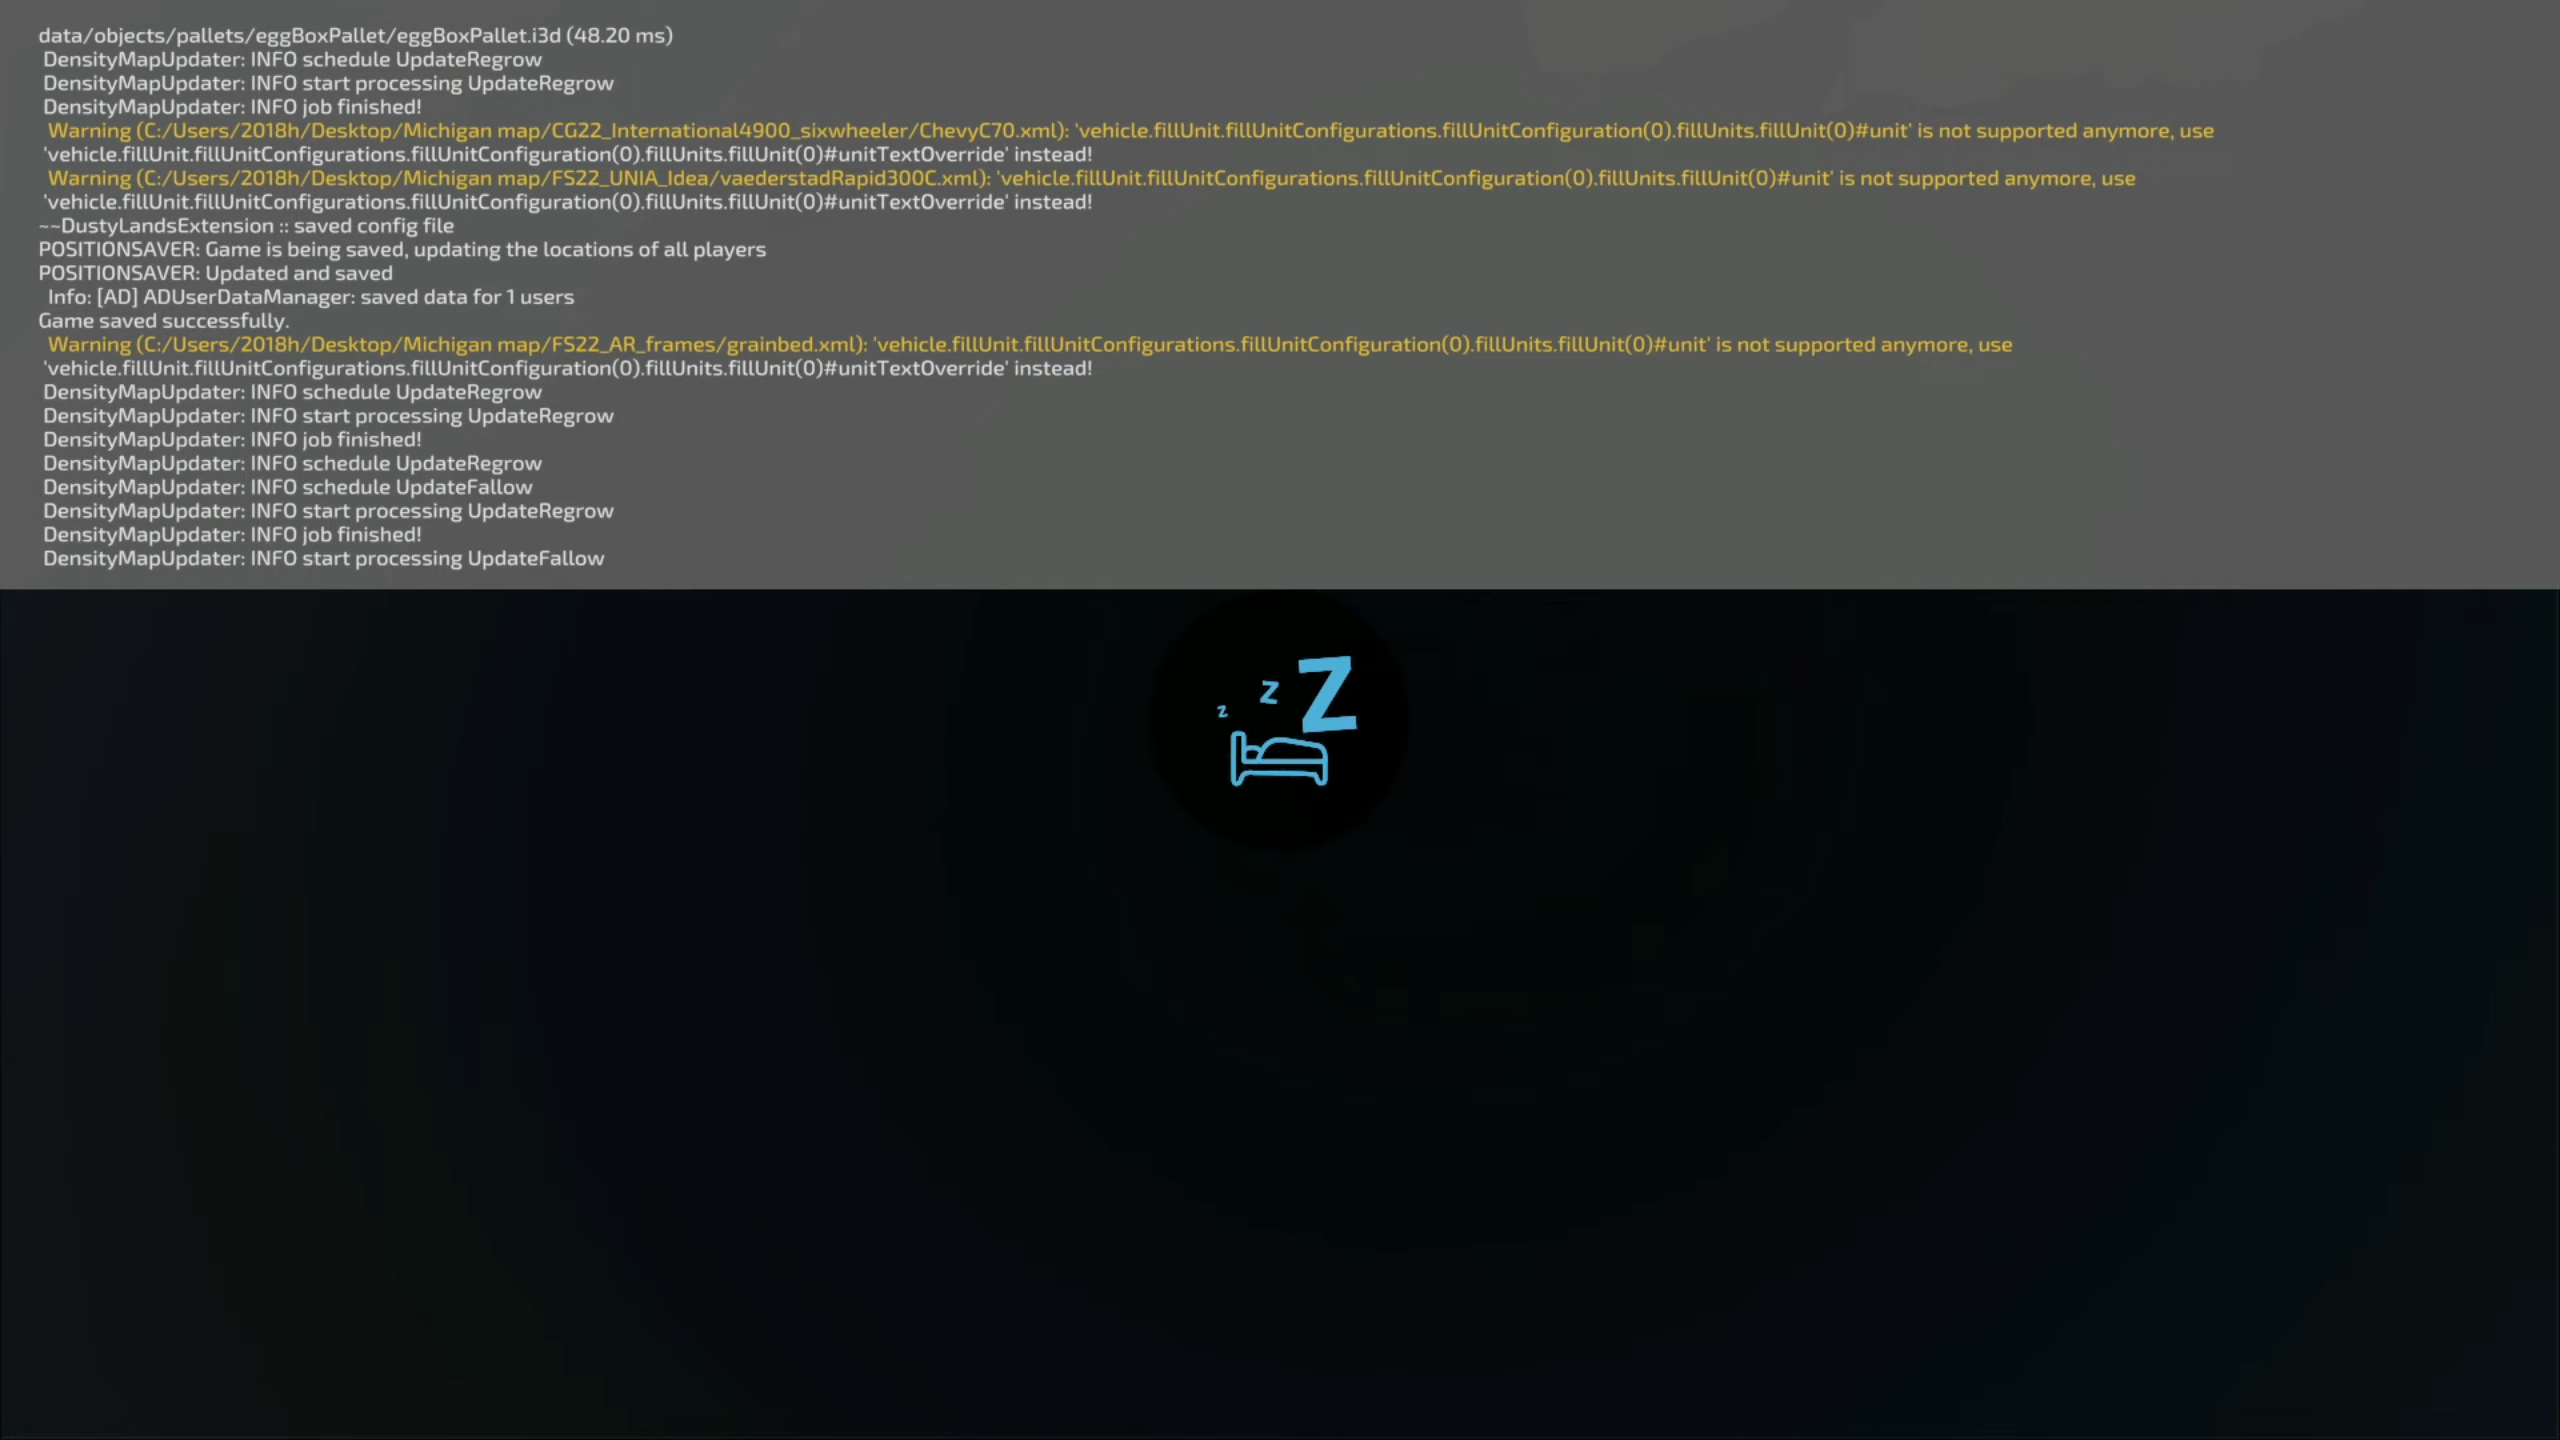 data/objects/pallets/eggBoxPallet/eggBoxPallet.i3d (48.20 ms)
DensityMapUpdater: INFO schedule UpdateRegrow
DensityMapUpdater: INFO start processing UpdateRegrow
DensityMapUpdater: INFO job finished!
Warning (C:/Users/2018h/Desktop/Michigan map/CG22_International4900_sixwheeler/ChevyC70.xml): 'vehicle.fillUnit.fillUnitConfigurations.fillUnitConfiguration(0).fillUnits.fillUnit(0)#unit' is not supported anymore, use
'vehicle.fillUnit.fillUnitConfigurations.fillUnitConfiguration(0).fillUnits.fillUnit(0)#unitTextOverride' instead!
Warning (C:/Users/2018h/Desktop/Michigan map/FS22_UNIA_Idea/vaederstadRapid300C.xml): 'vehicle.fillUnit.fillUnitConfigurations.fillUnitConfiguration(0).fillUnits.fillUnit(0)#unit' is not supported anymore, use
'vehicle.fillUnit.fillUnitConfigurations.fillUnitConfiguration(0).fillUnits.fillUnit(0)#unitTextOverride' instead!
~~DustyLandsExtension :: saved config file
POSITIONSAVER: Game is being saved, updating the locations of all players
POSITIONSAVER: Updated and saved
Info: [AD] ADUserDataManager: saved data for 1 users
Game saved successfully.
Warning (C:/Users/2018h/Desktop/Michigan map/FS22_AR_frames/grainbed.xml): 'vehicle.fillUnit.fillUnitConfigurations.fillUnitConfiguration(0).fillUnits.fillUnit(0)#unit' is not supported anymore, use
'vehicle.fillUnit.fillUnitConfigurations.fillUnitConfiguration(0).fillUnits.fillUnit(0)#unitTextOverride' instead!
DensityMapUpdater: INFO schedule UpdateRegrow
DensityMapUpdater: INFO start processing UpdateRegrow
DensityMapUpdater: INFO job finished!
DensityMapUpdater: INFO schedule UpdateRegrow
DensityMapUpdater: INFO schedule UpdateFallow
DensityMapUpdater: INFO start processing UpdateRegrow
DensityMapUpdater: INFO job finished!
DensityMapUpdater: INFO start processing UpdateFallow
z z Z